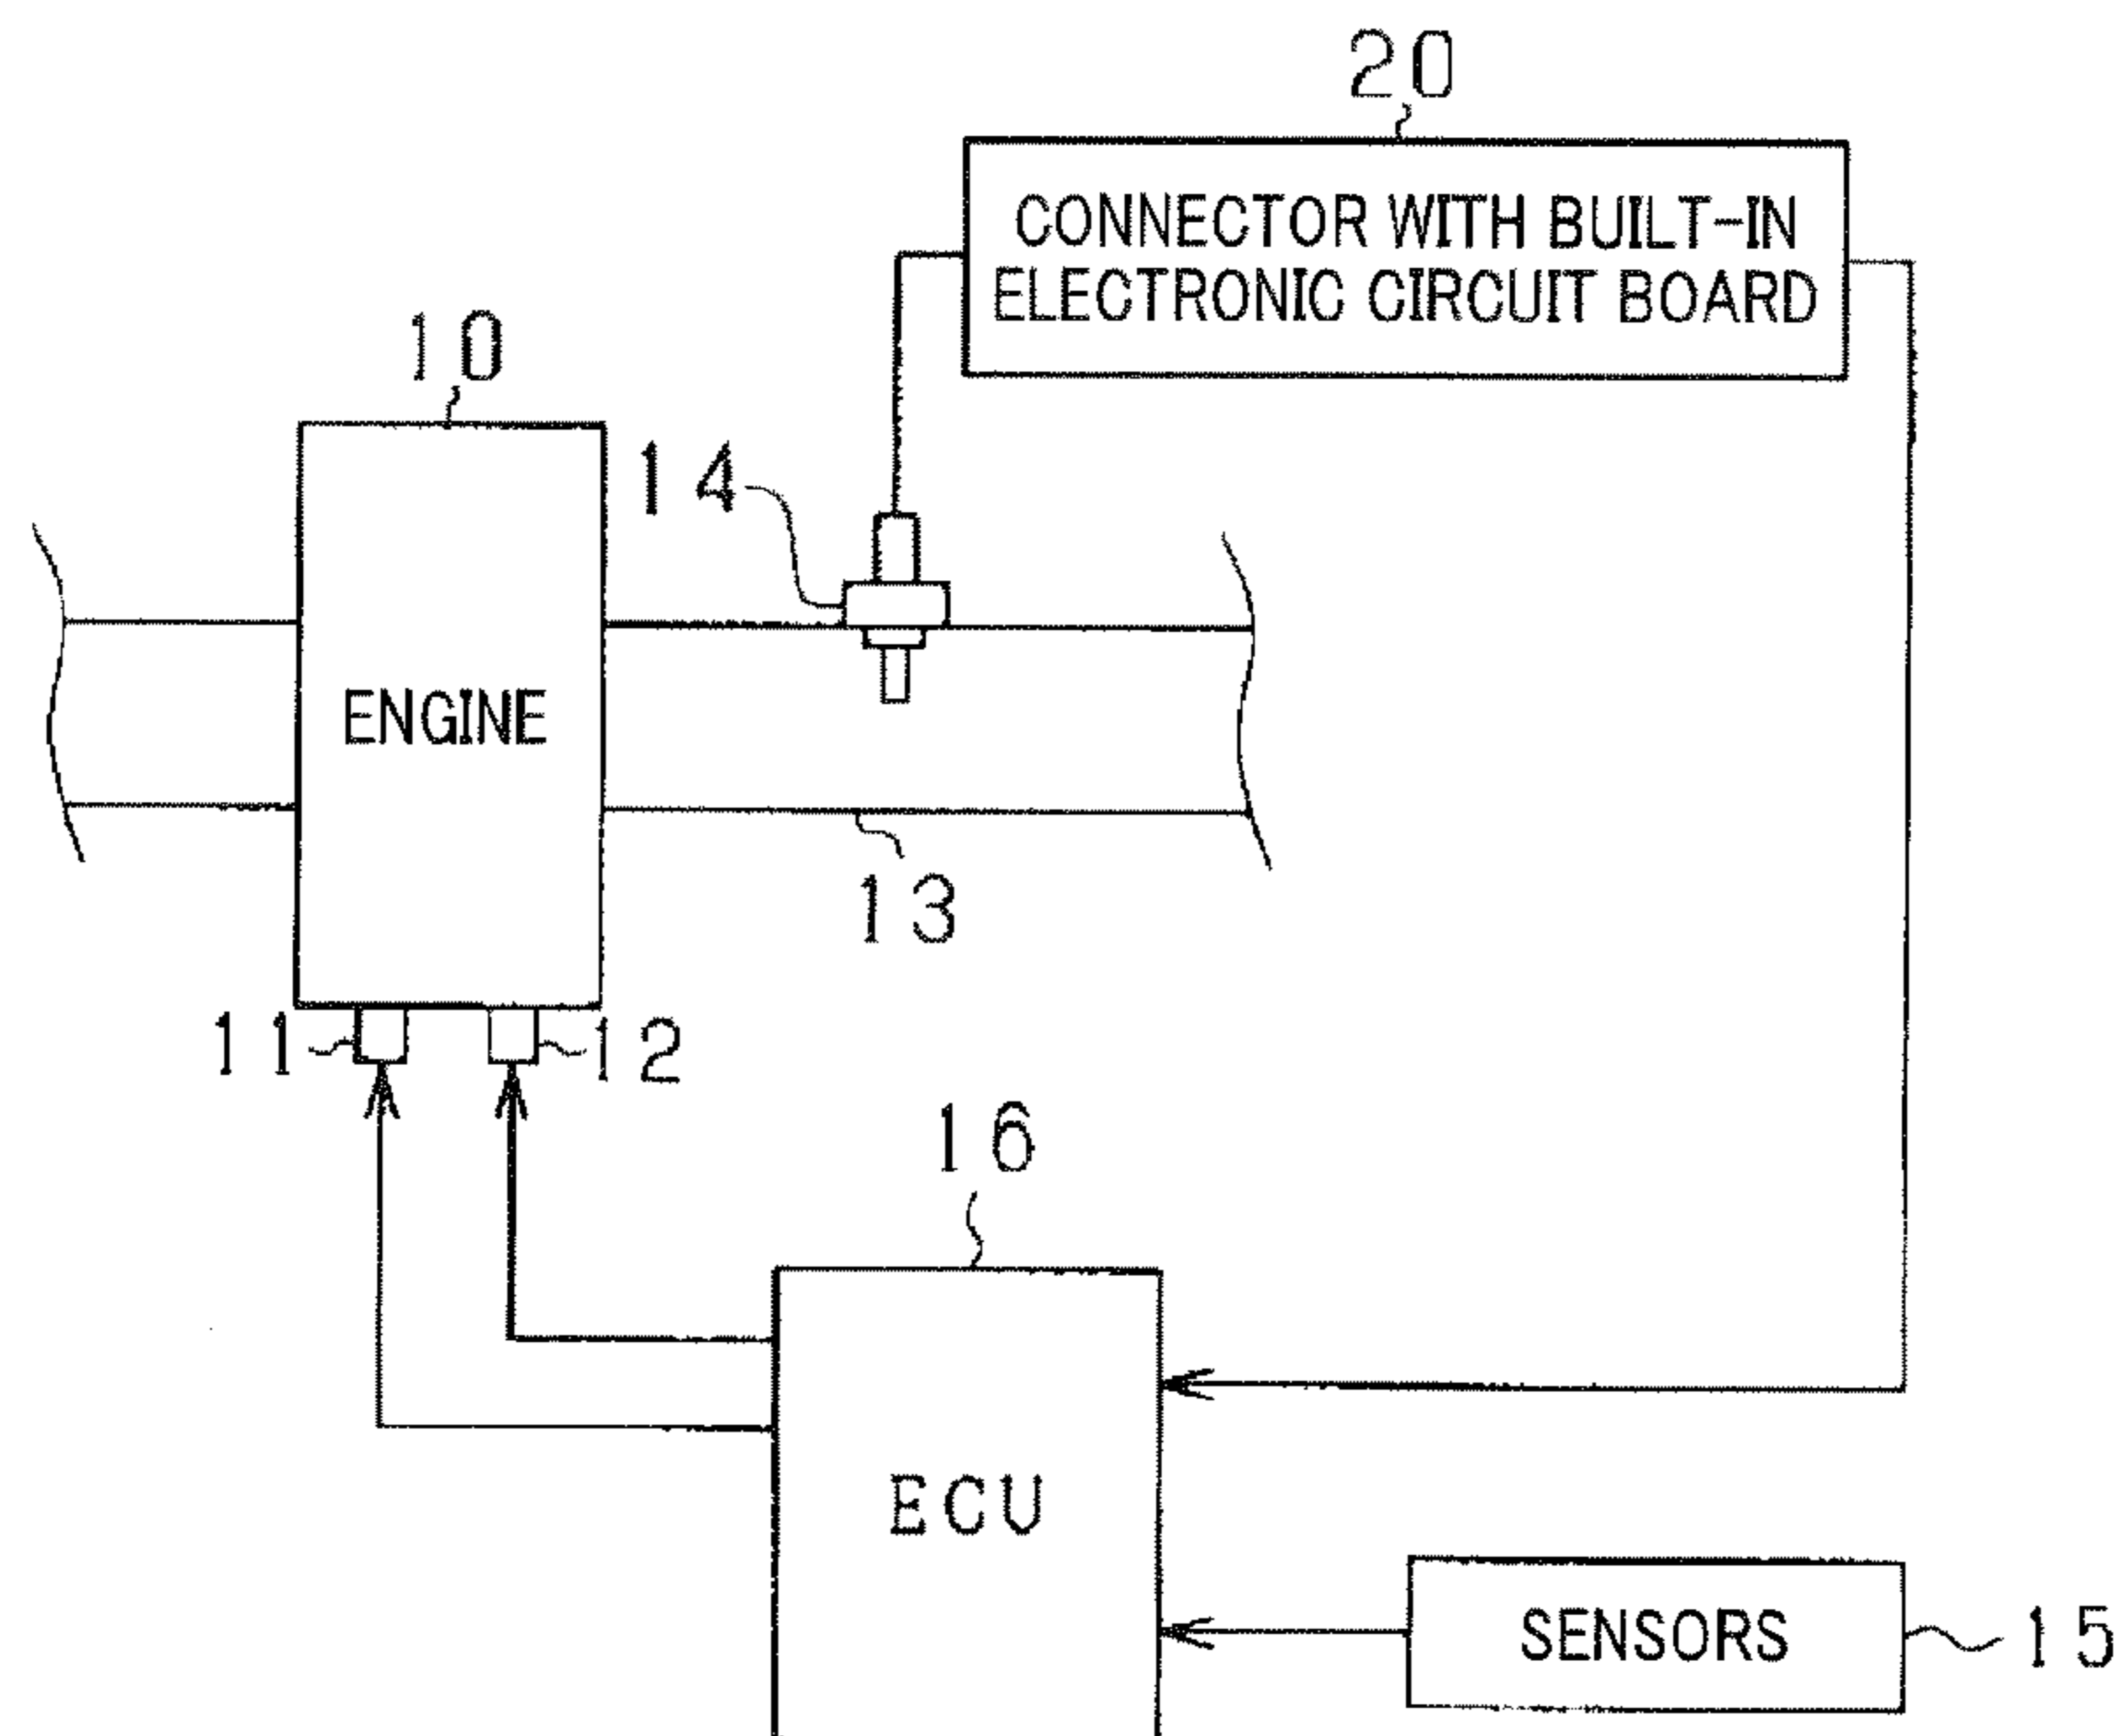 20
CONNECTOR WITH BUILT-IN
ELECTRONIC CIRCUIT BOARD
10
14
ENGINE
13
11
12
16
ECU
SENSORS
15